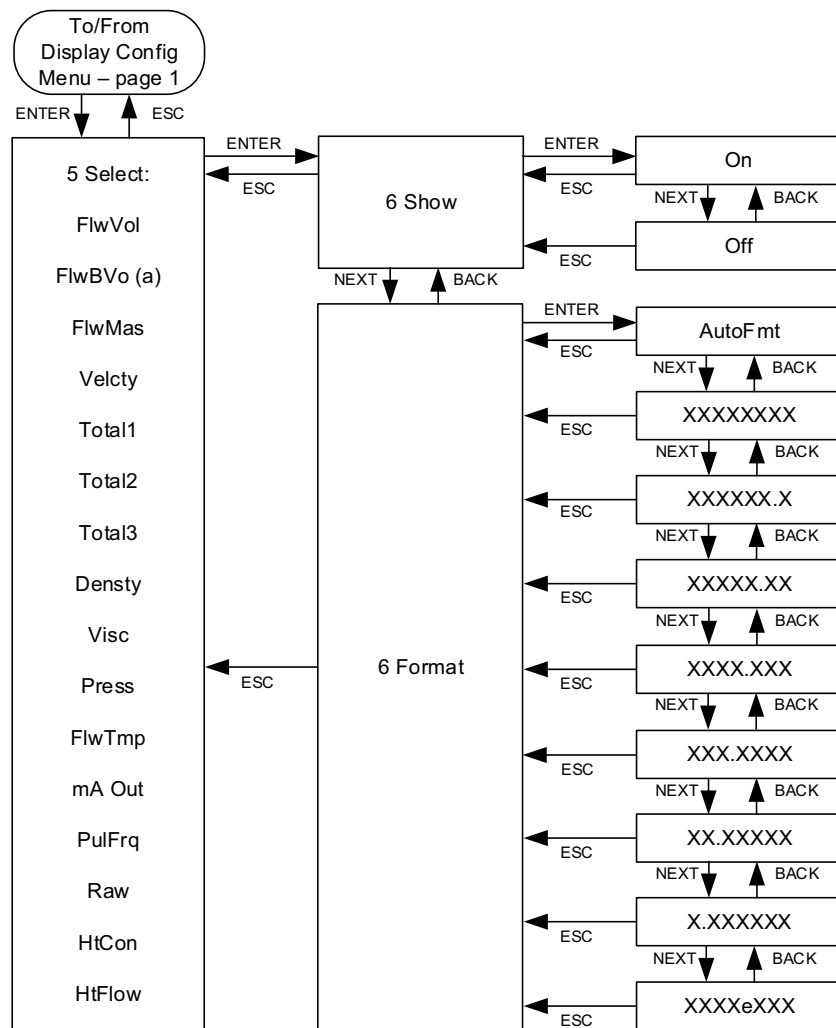 To/From
Display Config
Menu – page 1
ENTER
ESC
5 Select:
FlwVol
FlwBVo (a)
FlwMas
Velcty
Total1
Total2
Total3
Densty
Visc
Press
FlwTmp
mA Out
PulFrq
Raw
HtCon
HtFlow
ENTER
ESC
6 Show
ENTER
ESC
On
NEXT
BACK
ESC
Off
NEXT
BACK
ESC
6 Format
ENTER
ESC
AutoFmt
NEXT
BACK
ESC
XXXXXXXX
NEXT
BACK
ESC
XXXXXX.X
NEXT
BACK
ESC
XXXXX.XX
NEXT
BACK
ESC
XXXX.XXX
NEXT
BACK
ESC
XXX.XXXX
NEXT
BACK
ESC
XX.XXXXX
NEXT
BACK
ESC
X.XXXXXX
NEXT
BACK
ESC
XXXXeXXX